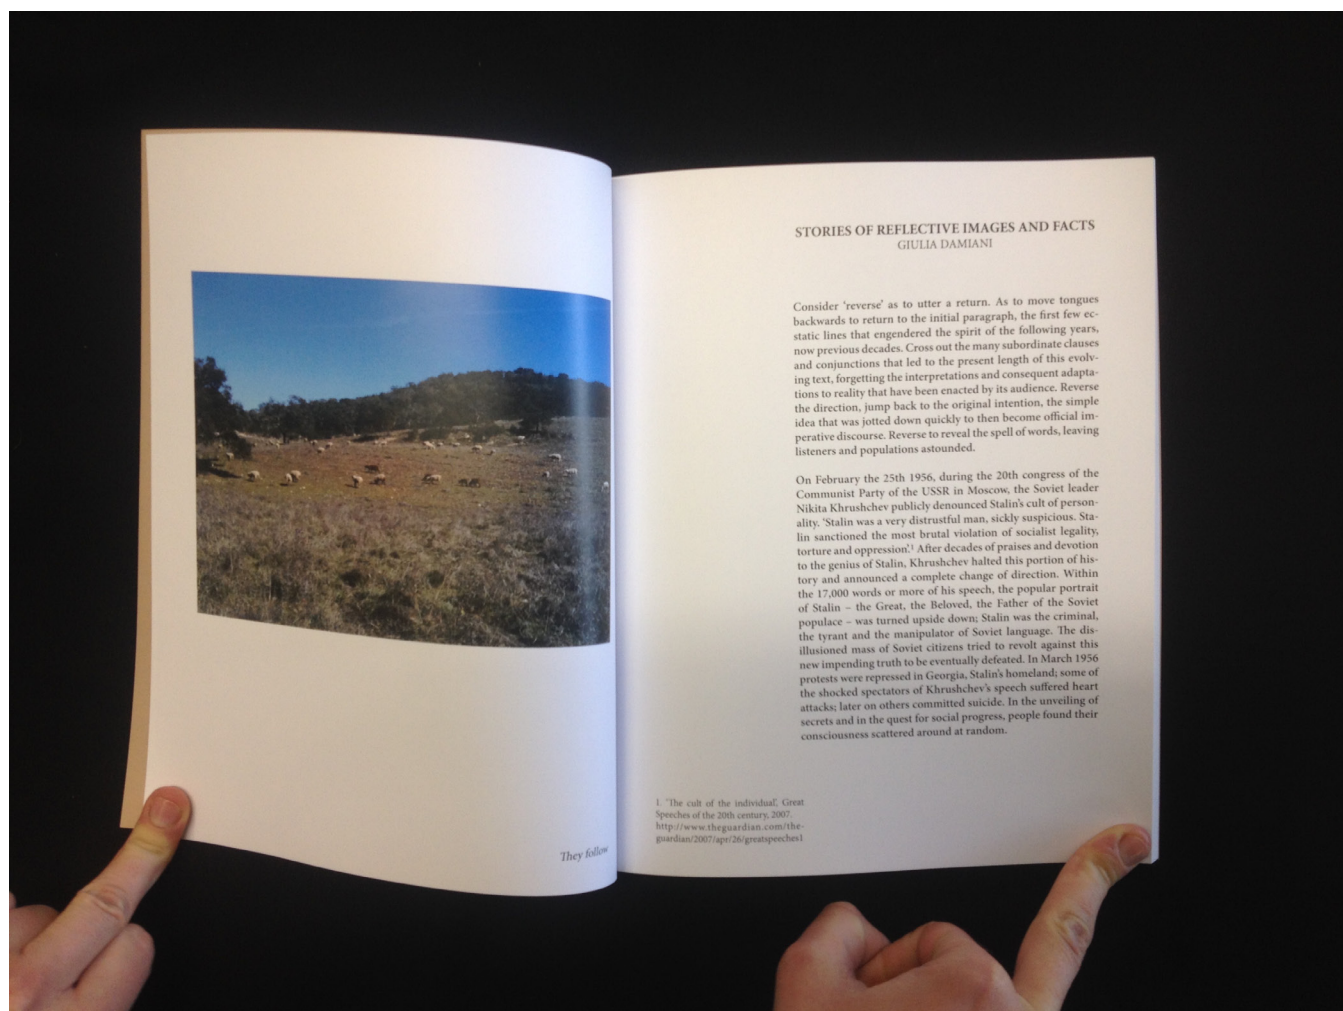 They follow
STORIES OF REFLECTIVE IMAGES AND FACTS
GIULIA DAMIANI
Consider ‘reverse’ as to utter a return. As to move tongues
backwards to return to the initial paragraph, the first few ec-
static lines that engendered the spirit of the following years,
now previous decades. Cross out the many subordinate clauses
and conjunctions that led to the present length of this evolv-
ing text, forgetting the interpretations and consequent adapta-
tions to reality that have been enacted by its audience. Reverse
the direction, jump back to the original intention, the simple
idea that was jotted down quickly to then become official im-
perative discourse. Reverse to reveal the spell of words, leaving
listeners and populations astounded.
On February the 25th 1956, during the 20th congress of the
Communist Party of the USSR in Moscow, the Soviet leader
Nikita Khrushchev publicly denounced Stalin’s cult of person-
ality. ‘Stalin was a very distrustful man, sickly suspicious. Sta-
lin sanctioned the most brutal violation of socialist legality,
torture and oppression’.¹ After decades of praises and devotion
to the genius of Stalin, Khrushchev halted this portion of his-
tory and announced a complete change of direction. Within
the 17,000 words or more of his speech, the popular portrait
of Stalin – the Great, the Beloved, the Father of the Soviet
populace – was turned upside down; Stalin was the criminal,
the tyrant and the manipulator of Soviet language. The dis-
illusioned mass of Soviet citizens tried to revolt against this
new impending truth to be eventually defeated. In March 1956
protests were repressed in Georgia, Stalin’s homeland; some of
the shocked spectators of Khrushchev’s speech suffered heart
attacks; later on others committed suicide. In the unveiling of
secrets and in the quest for social progress, people found their
consciousness scattered around at random.
1. ‘The cult of the individual’, Great
Speeches of the 20th century, 2007.
http://www.theguardian.com/the-
guardian/2007/apr/26/greatspeeches1